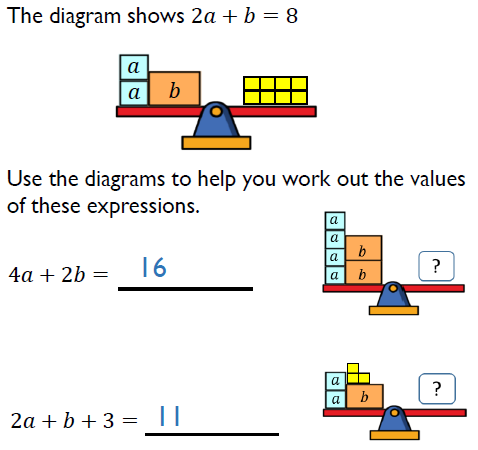 The diagram shows 2a + b = 8
a
a b
Use the diagrams to help you work out the values
of these expressions.
a
a
a b
a b
?
4a + 2b = 16
a
a b
?
2a + b + 3 = 11